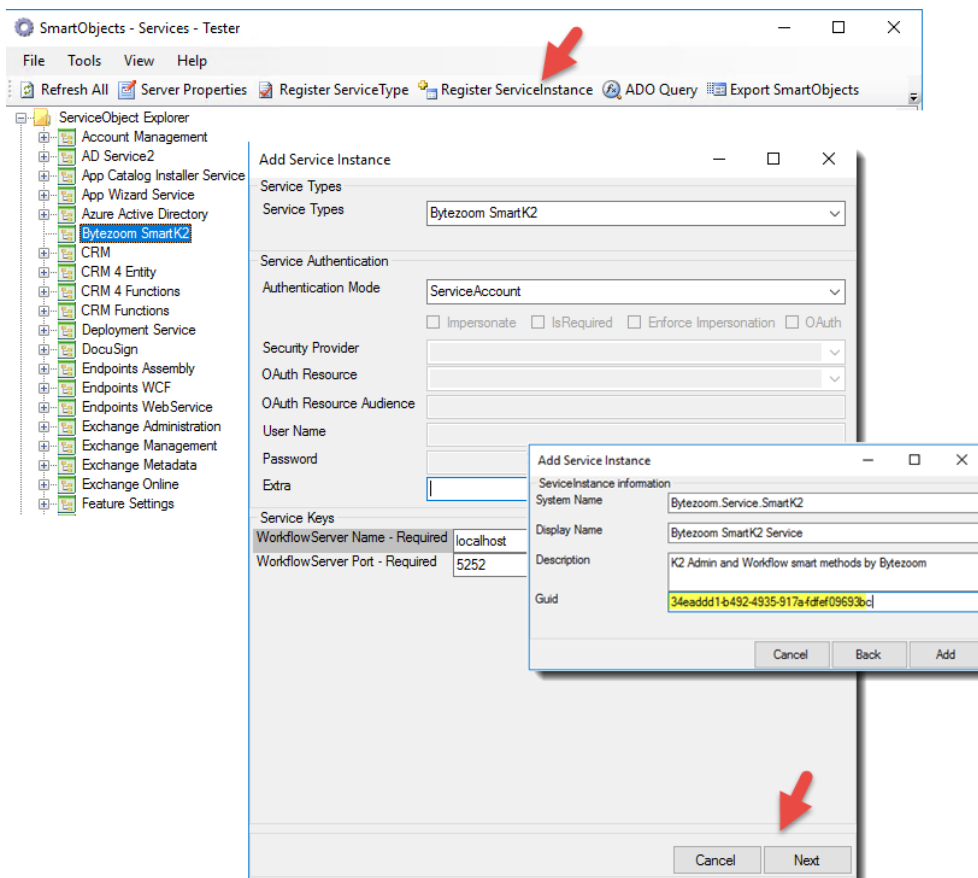 SmartObjects - Services - Tester
File Tools View Help
Refresh All Server Properties Register ServiceType Register ServiceInstance ADO Query Export SmartObjects
ServiceObject Explorer
Account Management
AD Service2
App Catalog Installer Service
App Wizard Service
Azure Active Directory
Bytezoom SmartK2
CRM
CRM 4 Entity
CRM 4 Functions
CRM Functions
Deployment Service
DocuSign
Endpoints Assembly
Endpoints WCF
Endpoints WebService
Exchange Administration
Exchange Management
Exchange Metadata
Exchange Online
Feature Settings
Add Service Instance
Service Types
Service Types Bytezoom SmartK2
Service Authentication
Authentication Mode ServiceAccount
Impersonate IsRequired Enforce Impersonation OAuth
Security Provider
OAuth Resource
OAuth Resource Audience
User Name
Password
Extra
Service Keys
WorkflowServer Name - Required localhost
WorkflowServer Port - Required 5252
Cancel Next
Add Service Instance
SeviceInstance information
System Name Bytezoom.Service.SmartK2
Display Name Bytezoom SmartK2 Service
Description K2 Admin and Workflow smart methods by Bytezoom
Guid 34eaddd1-b492-4935-917a-fdfef09693bc
Cancel Back Add